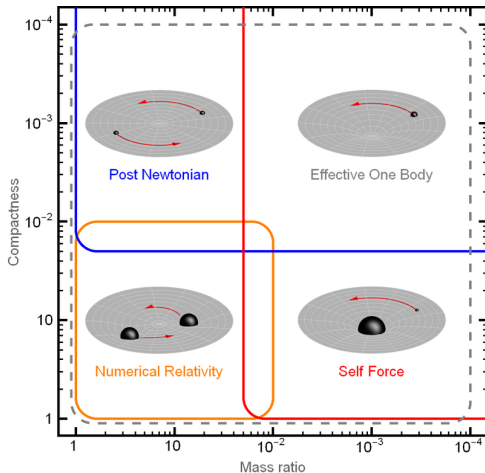 10⁻⁴
10⁻³
10⁻²
10
1
Compactness
Post Newtonian
Effective One Body
Numerical Relativity
Self Force
1
10
10⁻²
10⁻³
10⁻⁴
Mass ratio